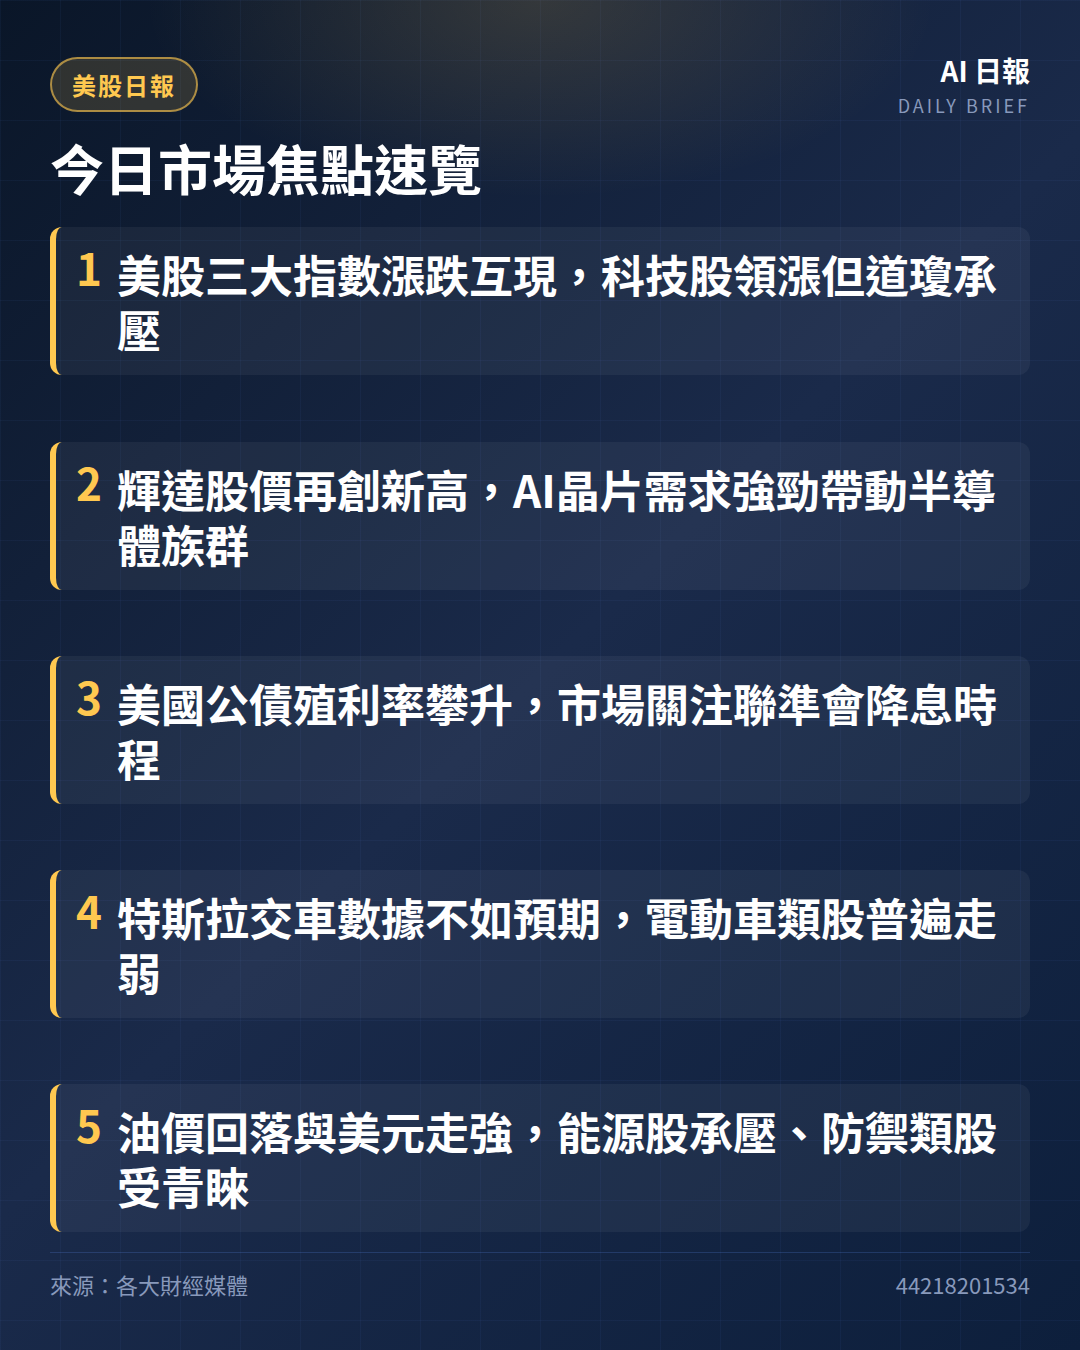 美股日報
AI 日報
DAILY BRIEF
今日市場焦點速覽
1 美股三大指數漲跌互現，科技股領漲但道瓊承
壓
2 輝達股價再創新高，AI晶片需求強勁帶動半導
體族群
3 美國公債殖利率攀升，市場關注聯準會降息時
程
4 特斯拉交車數據不如預期，電動車類股普遍走
弱
5 油價回落與美元走強，能源股承壓、防禦類股
受青睞
來源：各大財經媒體
44218201534